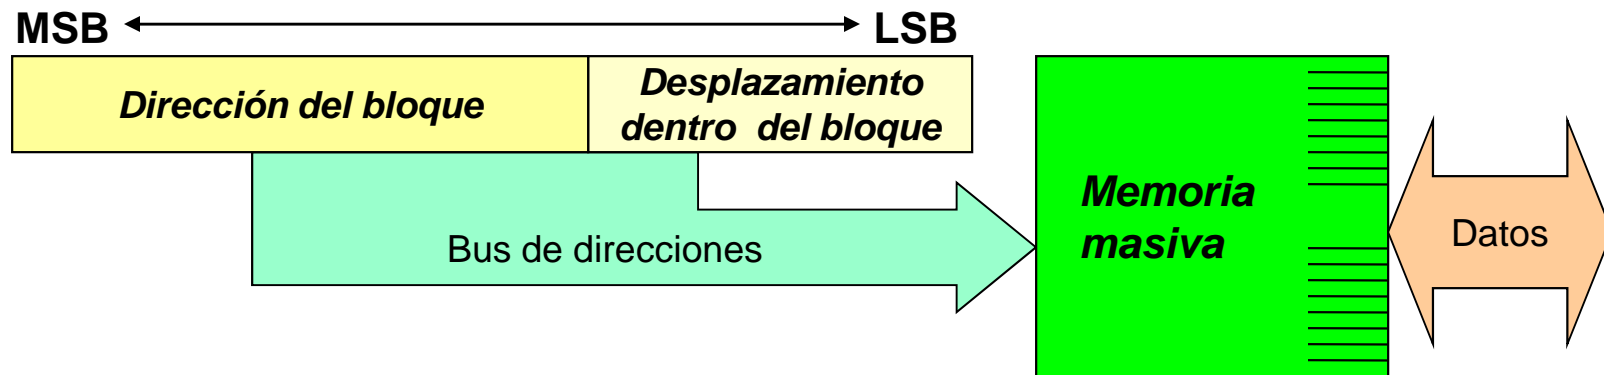 MSB LSB
Dirección del bloque
Desplazamiento
dentro del bloque
Bus de direcciones
Memoria
masiva
Datos